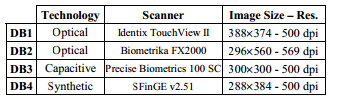 Technology Scanner Image Size – Res.
DB1 Optical Identix TouchView II 388×374 - 500 dpi
DB2 Optical Biometrika FX2000 296×560 - 569 dpi
DB3 Capacitive Precise Biometrics 100 SC 300×300 - 500 dpi
DB4 Synthetic SFinGE v2.51 288×384 - 500 dpi